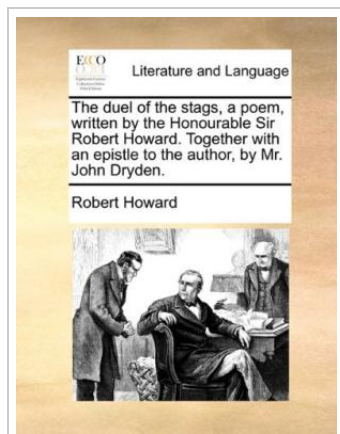 ECCO
Literature and Language
The duel of the stags, a poem,
written by the Honourable Sir
Robert Howard. Together with
an epistle to the author, by Mr.
John Dryden.
Robert Howard